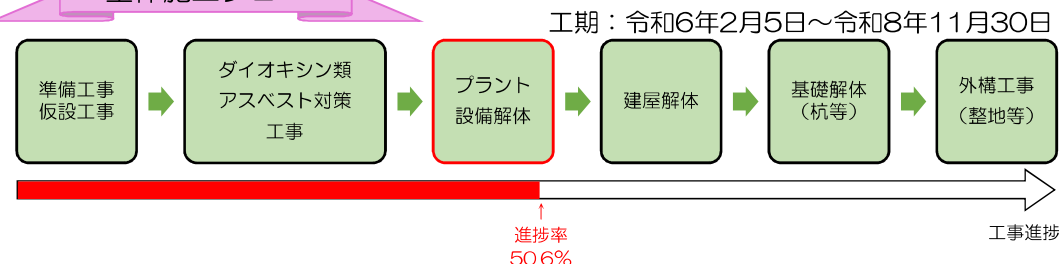 工期：令和6年2月5日～令和8年11月30日
準備工事
仮設工事
ダイオキシン類
アスベスト対策
工事
プラント
設備解体
建屋解体
基礎解体
（杭等）
外構工事
（整地等）
進捗率
50.6%
工事進捗